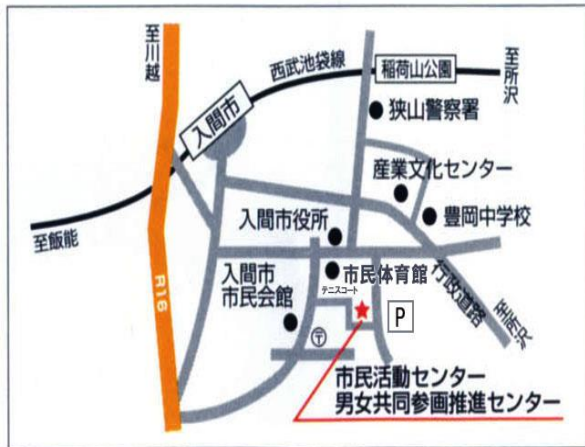 至川越
西武池袋線
稲荷山公園
至所沢
入間市
狭山警察署
産業文化センター
豊岡中学校
至飯能
入間市役所
入間市
市民会館
市民体育館
テニスコート
行政道路
至所沢
R16
〒
P
市民活動センター
男女共同参画推進センター